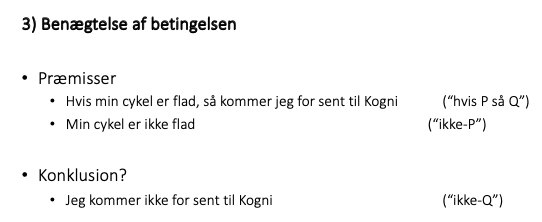 3) Benægtelse af betingelsen
• Præmisser
• Hvis min cykel er flad, så kommer jeg for sent til Kogni (“hvis P så Q”)
• Min cykel er ikke flad (“ikke-P”)
• Konklusion?
• Jeg kommer ikke for sent til Kogni (“ikke-Q”)